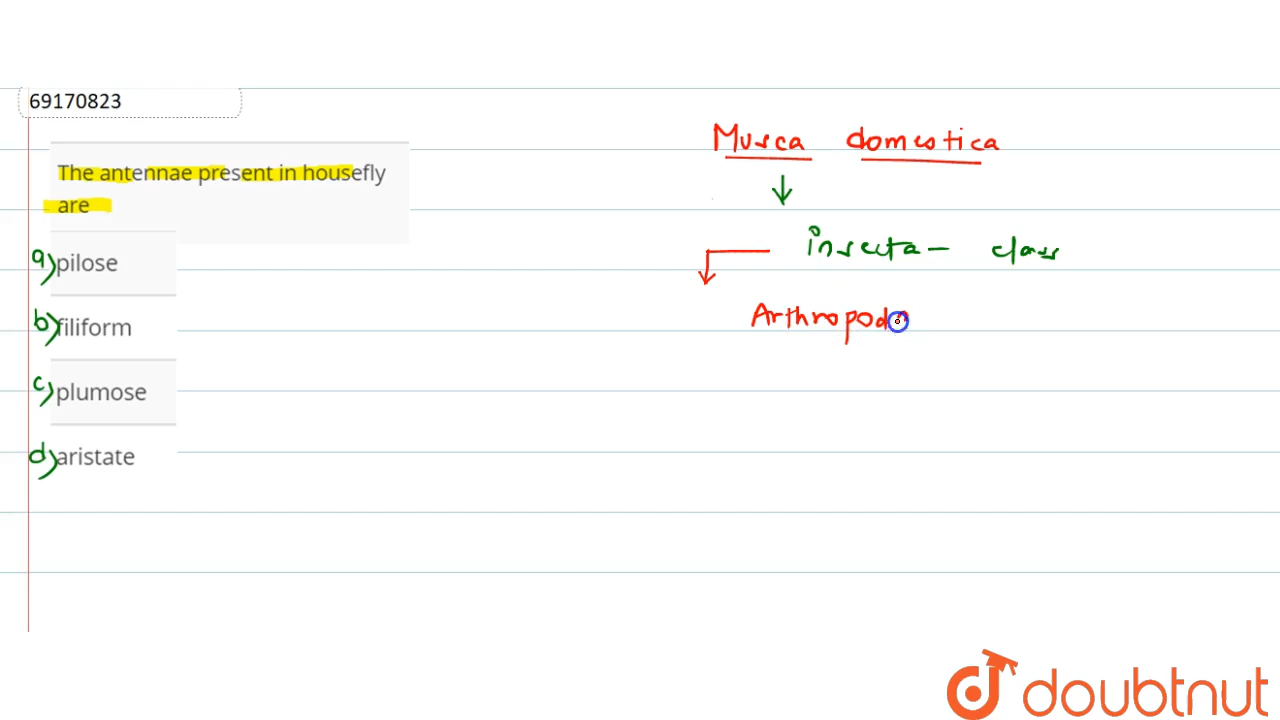 69170823
The antennae present in housefly
are
a) pilose
b) filiform
c) plumose
d) aristate
Musca domestica
insecta - class
Arthropoda
doubtnut